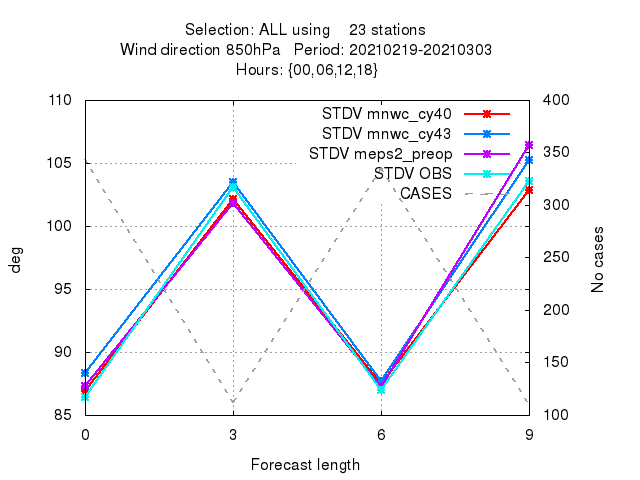 Selection: ALL using    23 stations
Wind direction 850hPa   Period: 20210219-20210303
Hours: {00,06,12,18}
110
105
100
95
90
85
deg
STDV mnwc_cy40
STDV mnwc_cy43
STDV meps2_preop
STDV OBS
CASES
400
350
300
250
200
150
100
No cases
0 3 6 9
Forecast length